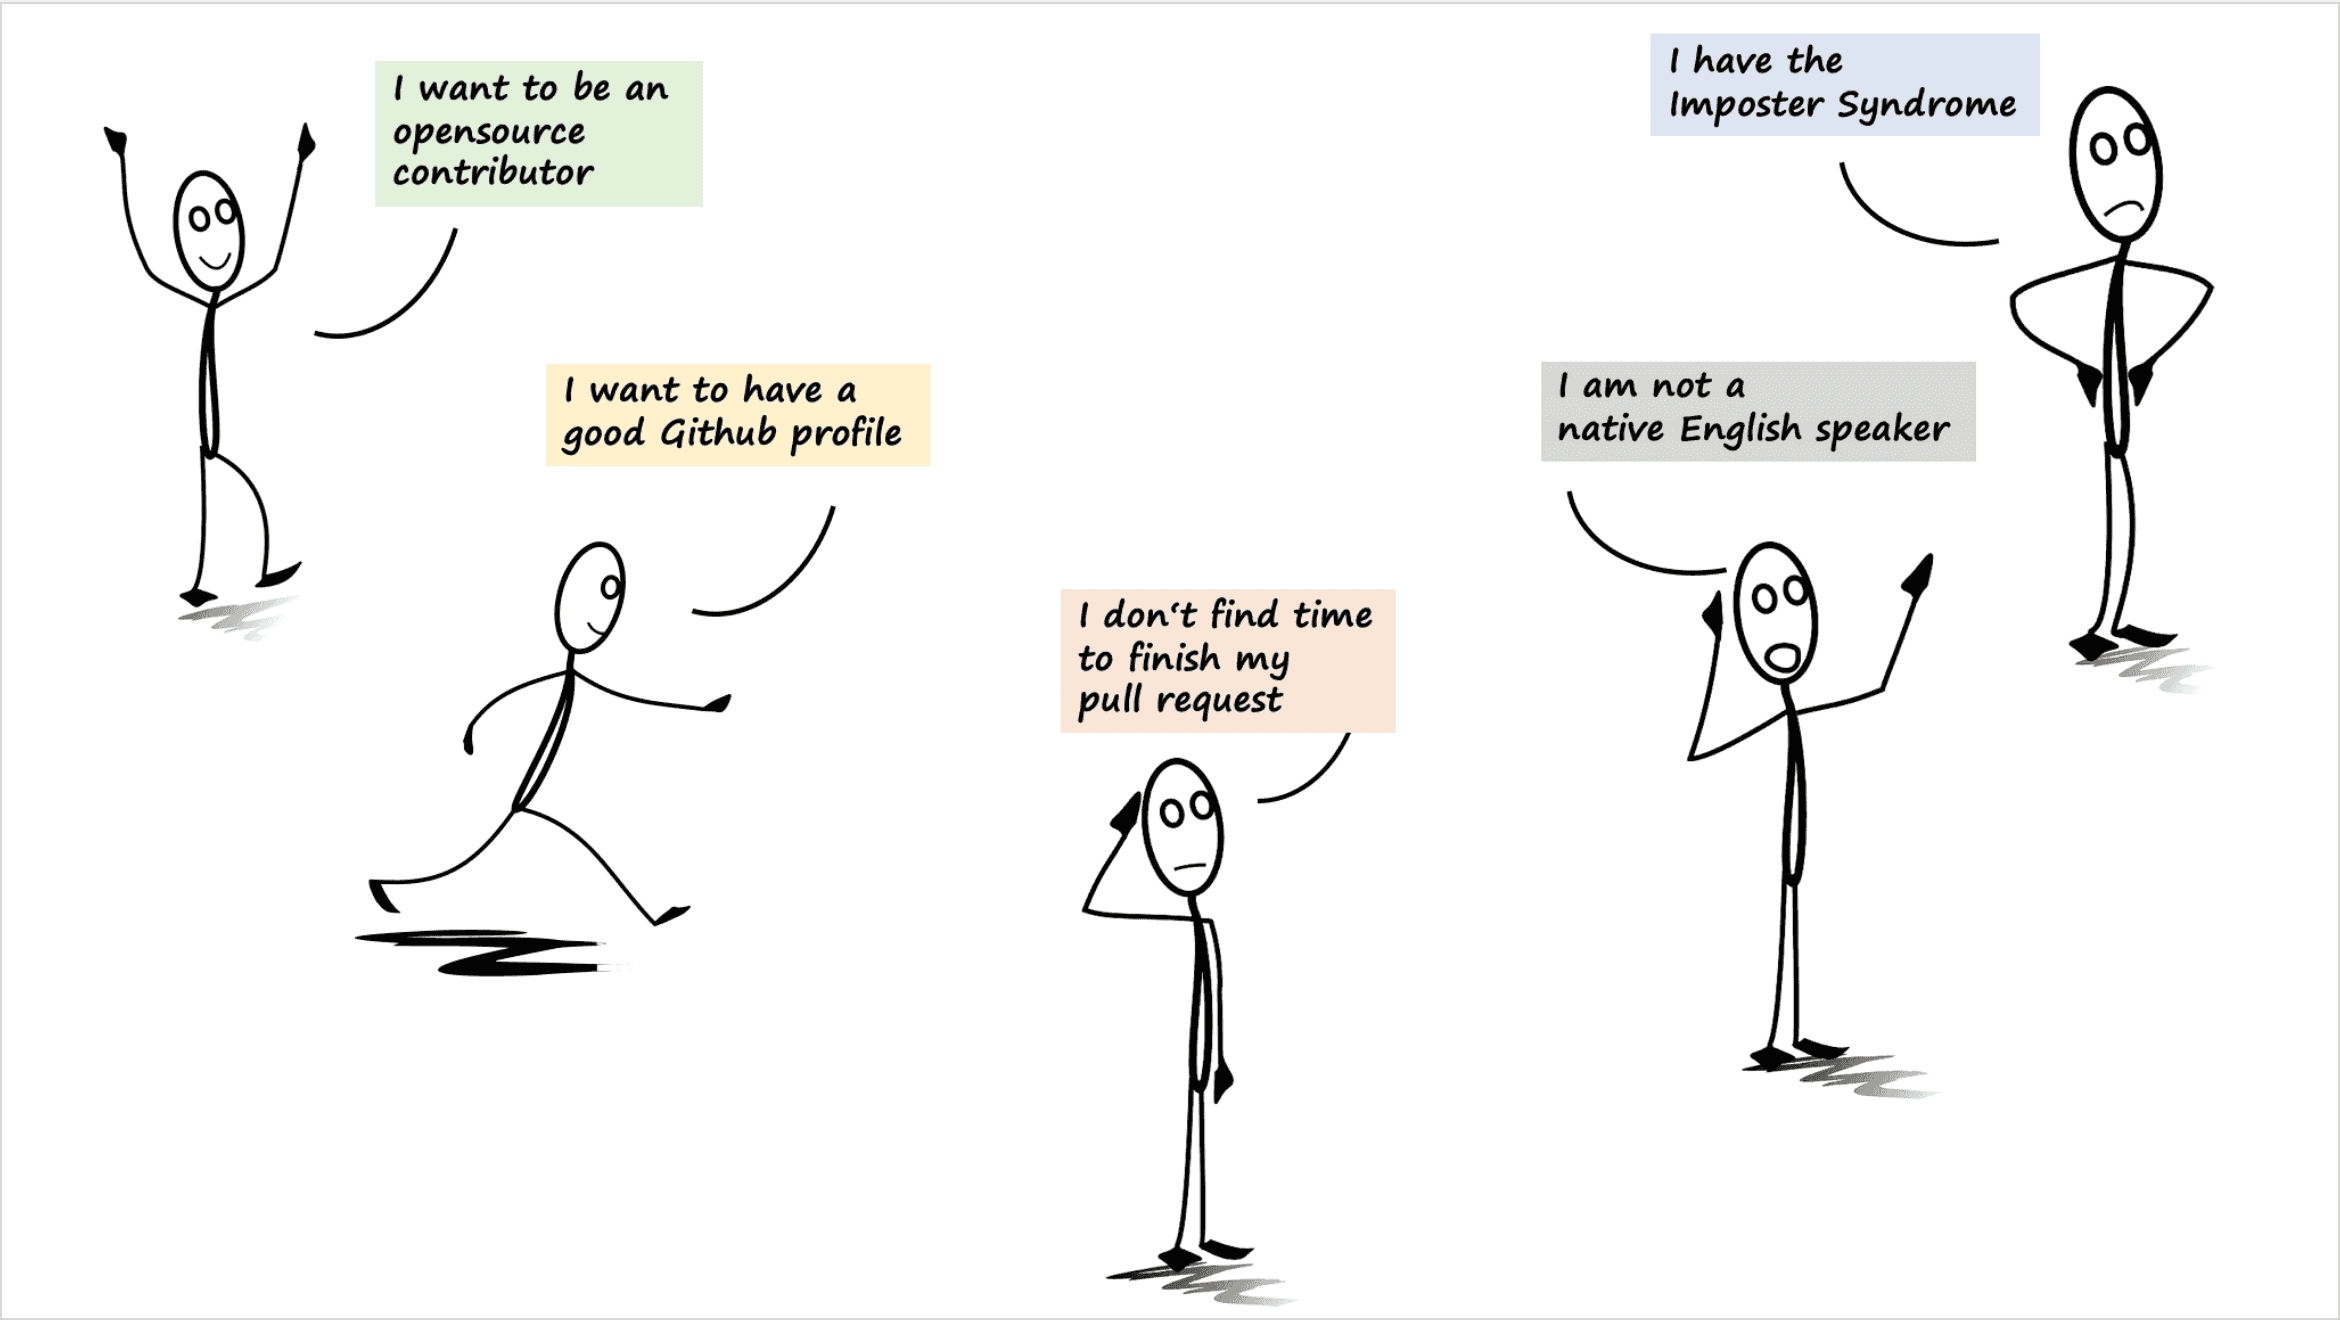 I want to be an
opensource
contributor
I want to have a
good Github profile
I don‘t find time
to finish my
pull request
I am not a
native English speaker
I have the
Imposter Syndrome